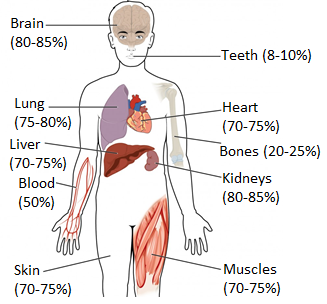 Brain
(80-85%)
Teeth (8-10%)
Lung
(75-80%)
Heart
(70-75%)
Liver
(70-75%)
Bones (20-25%)
Blood
(50%)
Kidneys
(80-85%)
Skin
(70-75%)
Muscles
(70-75%)